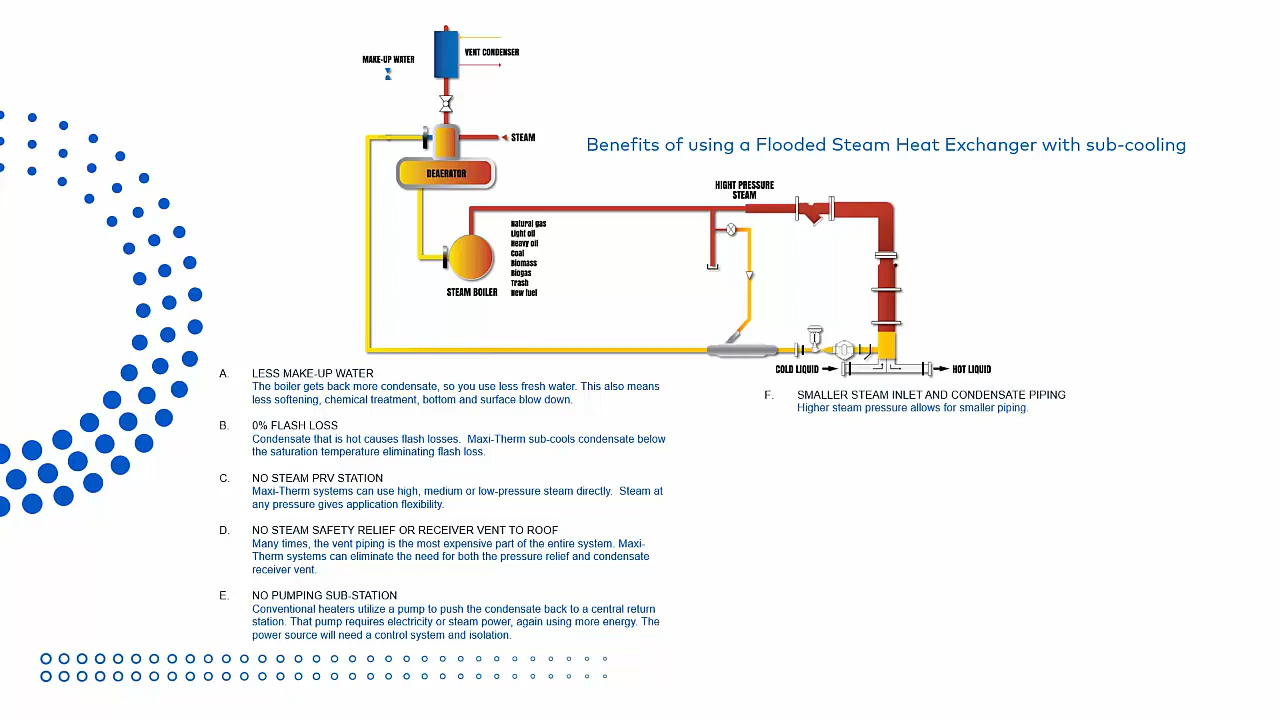 MAKE-UP WATER
VENT CONDENSER
STEAM
Benefits of using a Flooded Steam Heat Exchanger with sub-cooling
DEAERATOR
HIGHT PRESSURE
STEAM
Natural gas
Light oil
Heavy oil
Coal
Biomass
Biogas
Trash
New fuel
STEAM BOILER
COLD LIQUID
HOT LIQUID
A. LESS MAKE-UP WATER
The boiler gets back more condensate, so you use less fresh water. This also means
less softening, chemical treatment, bottom and surface blow down.
B. 0% FLASH LOSS
Condensate that is hot causes flash losses. Maxi-Therm sub-cools condensate below
the saturation temperature eliminating flash loss.
C. NO STEAM PRV STATION
Maxi-Therm systems can use high, medium or low-pressure steam directly. Steam at
any pressure gives application flexibility.
D. NO STEAM SAFETY RELIEF OR RECEIVER VENT TO ROOF
Many times, the vent piping is the most expensive part of the entire system. Maxi-
Therm systems can eliminate the need for both the pressure relief and condensate
receiver vent.
E. NO PUMPING SUB-STATION
Conventional heaters utilize a pump to push the condensate back to a central return
station. That pump requires electricity or steam power, again using more energy. The
power source will need a control system and isolation.
F. SMALLER STEAM INLET AND CONDENSATE PIPING
Higher steam pressure allows for smaller piping.